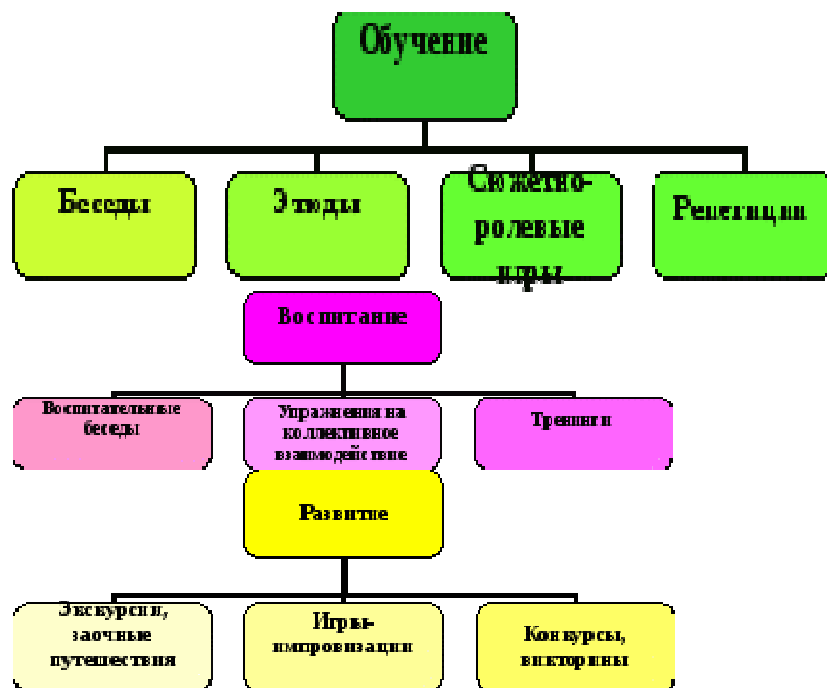 Обучение
Беседы
Этюды
Сюжетно-
ролевые
игры
Репетиции
Воспитание
Воспитательные
беседы
Упражнения на
коллективное
взаимодействие
Тренинги
Развитие
Экскурсии,
заочные
путешествия
Игры-
импровизации
Конкурсы,
викторины